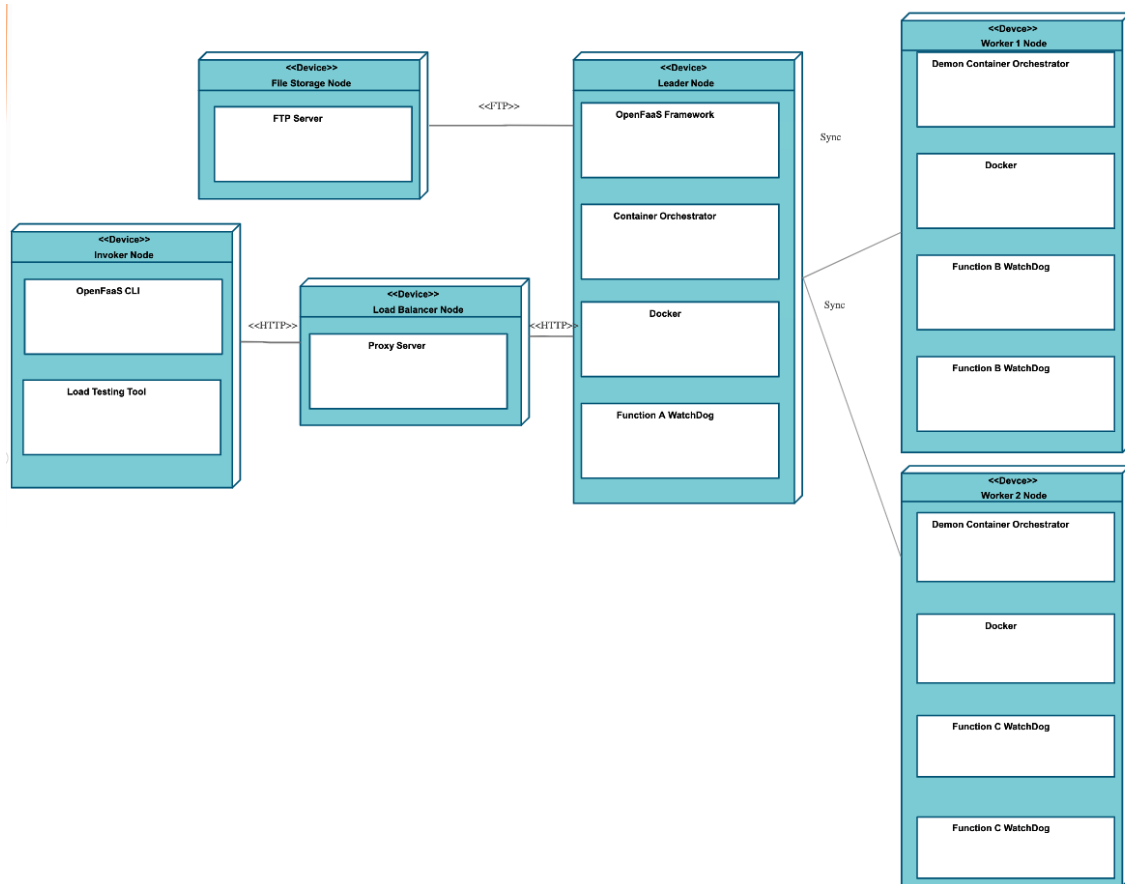 <<Device>>
File Storage Node
FTP Server
<<FTP>>
<<Device>
Leader Node
OpenFaaS Framework
Container Orchestrator
Docker
Function A WatchDog
Sync
Sync
<<Device>>
Invoker Node
OpenFaaS CLI
Load Testing Tool
<<HTTP>>
<<Device>>
Load Balancer Node
Proxy Server
<<HTTP>>
<<Devce>>
Worker 1 Node
Demon Container Orchestrator
Docker
Function B WatchDog
Function B WatchDog
<<Devce>>
Worker 2 Node
Demon Container Orchestrator
Docker
Function C WatchDog
Function C WatchDog